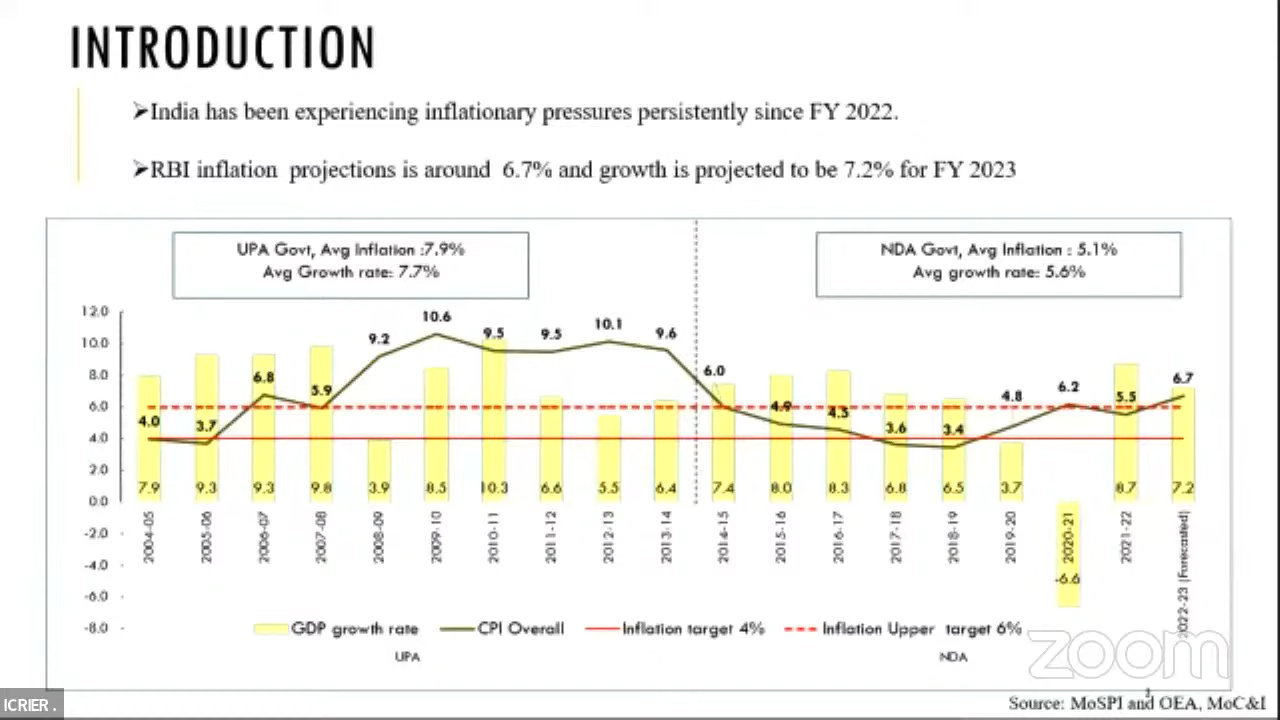 INTRODUCTION
➢India has been experiencing inflationary pressures persistently since FY 2022.
➢RBI inflation projections is around 6.7% and growth is projected to be 7.2% for FY 2023
UPA Govt, Avg Inflation :7.9%
Avg Growth rate: 7.7%
NDA Govt, Avg Inflation : 5.1%
Avg growth rate: 5.6%
12.0
10.0
8.0
6.0
4.0
2.0
0.0
-2.0
-4.0
-6.0
-8.0
4.0 3.7 6.8 5.9 9.2 10.6 9.5 9.5 10.1 9.6 6.0 4.9 4.5 3.6 3.4 4.8 6.2 5.5 6.7
7.9 9.3 9.3 9.8 3.9 8.5 10.3 6.6 5.5 6.4 7.4 8.0 8.3 6.8 6.5 3.7 -6.6 8.7 7.2
2004-05 2005-06 2006-07 2007-08 2008-09 2009-10 2010-11 2011-12 2012-13 2013-14 2014-15 2015-16 2016-17 2017-18 2018-19 2019-20 2020-21 2021-22 2022-23 (Forecasted)
GDP growth rate CPI Overall Inflation target 4% Inflation Upper target 6%
UPA NDA
zoom
ICRIER .
1
Source: MoSPI and OEA, MoC&I